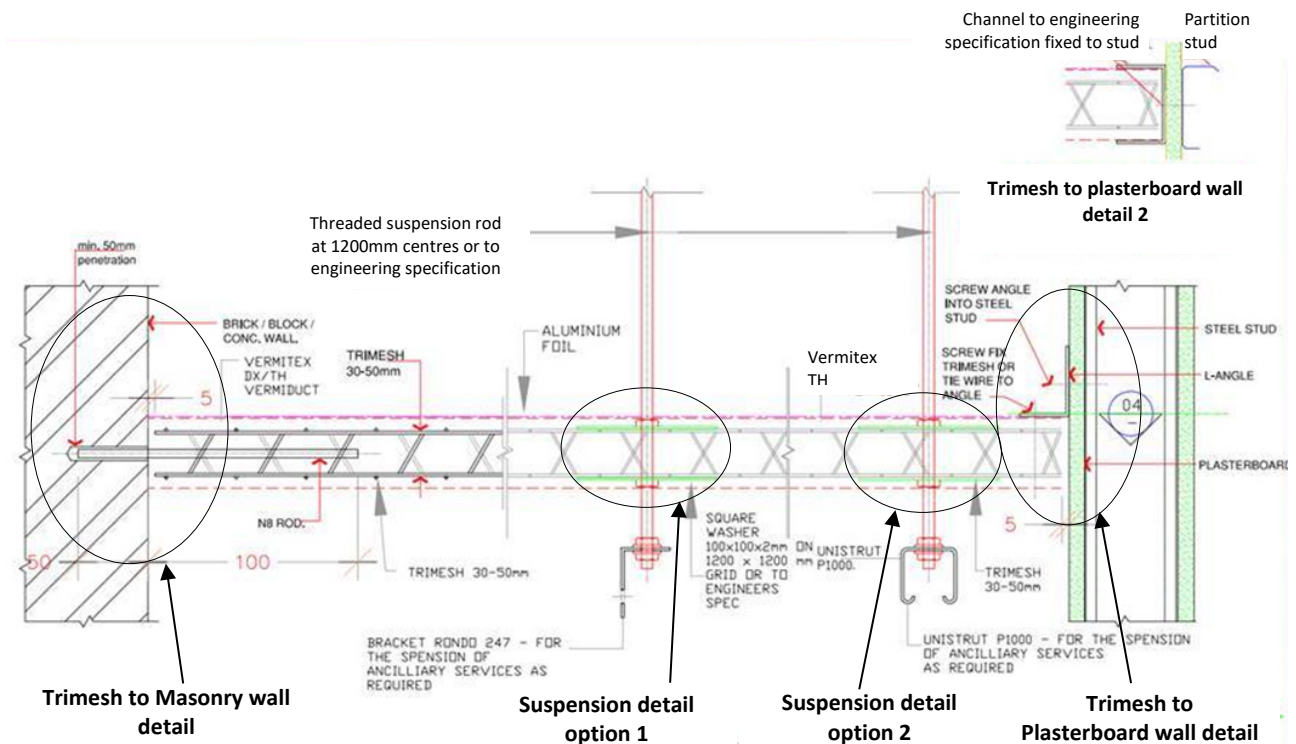 Channel to engineering
specification fixed to stud
Partition
stud
Trimesh to plasterboard wall
detail 2
Threaded suspension rod
at 1200mm centres or to
engineering specification
min. 50mm
penetration
BRICK / BLOCK /
CONC. WALL.
VERMITEX
DX/TH
VERMIDUCT
TRIMESH
30-50mm
ALUMINIUM
FOIL
Vermitex
TH
SCREW ANGLE
INTO STEEL
STUD
SCREW FIX
TRIMESH OR
TIE WIRE TO
ANGLE
STEEL STUD
L-ANGLE
04
PLASTERBOARD
5
N8 ROD.
50
100
TRIMESH 30-50mm
SQUARE
WASHER
100x100x2mm ON
1200 x 1200 mm
GRID OR TO
ENGINEERS
SPEC
UNISTRUT
P1000.
5
TRIMESH
30-50mm
BRACKET RONDO 247 - FOR
THE SPENSION OF
ANCILLIARY SERVICES AS
REQUIRED
UNISTRUT P1000 - FOR THE SPENSION
OF ANCILLARY SERVICES
AS REQUIRED
Trimesh to Masonry wall
detail
Suspension detail
option 1
Suspension detail
option 2
Trimesh to
Plasterboard wall detail